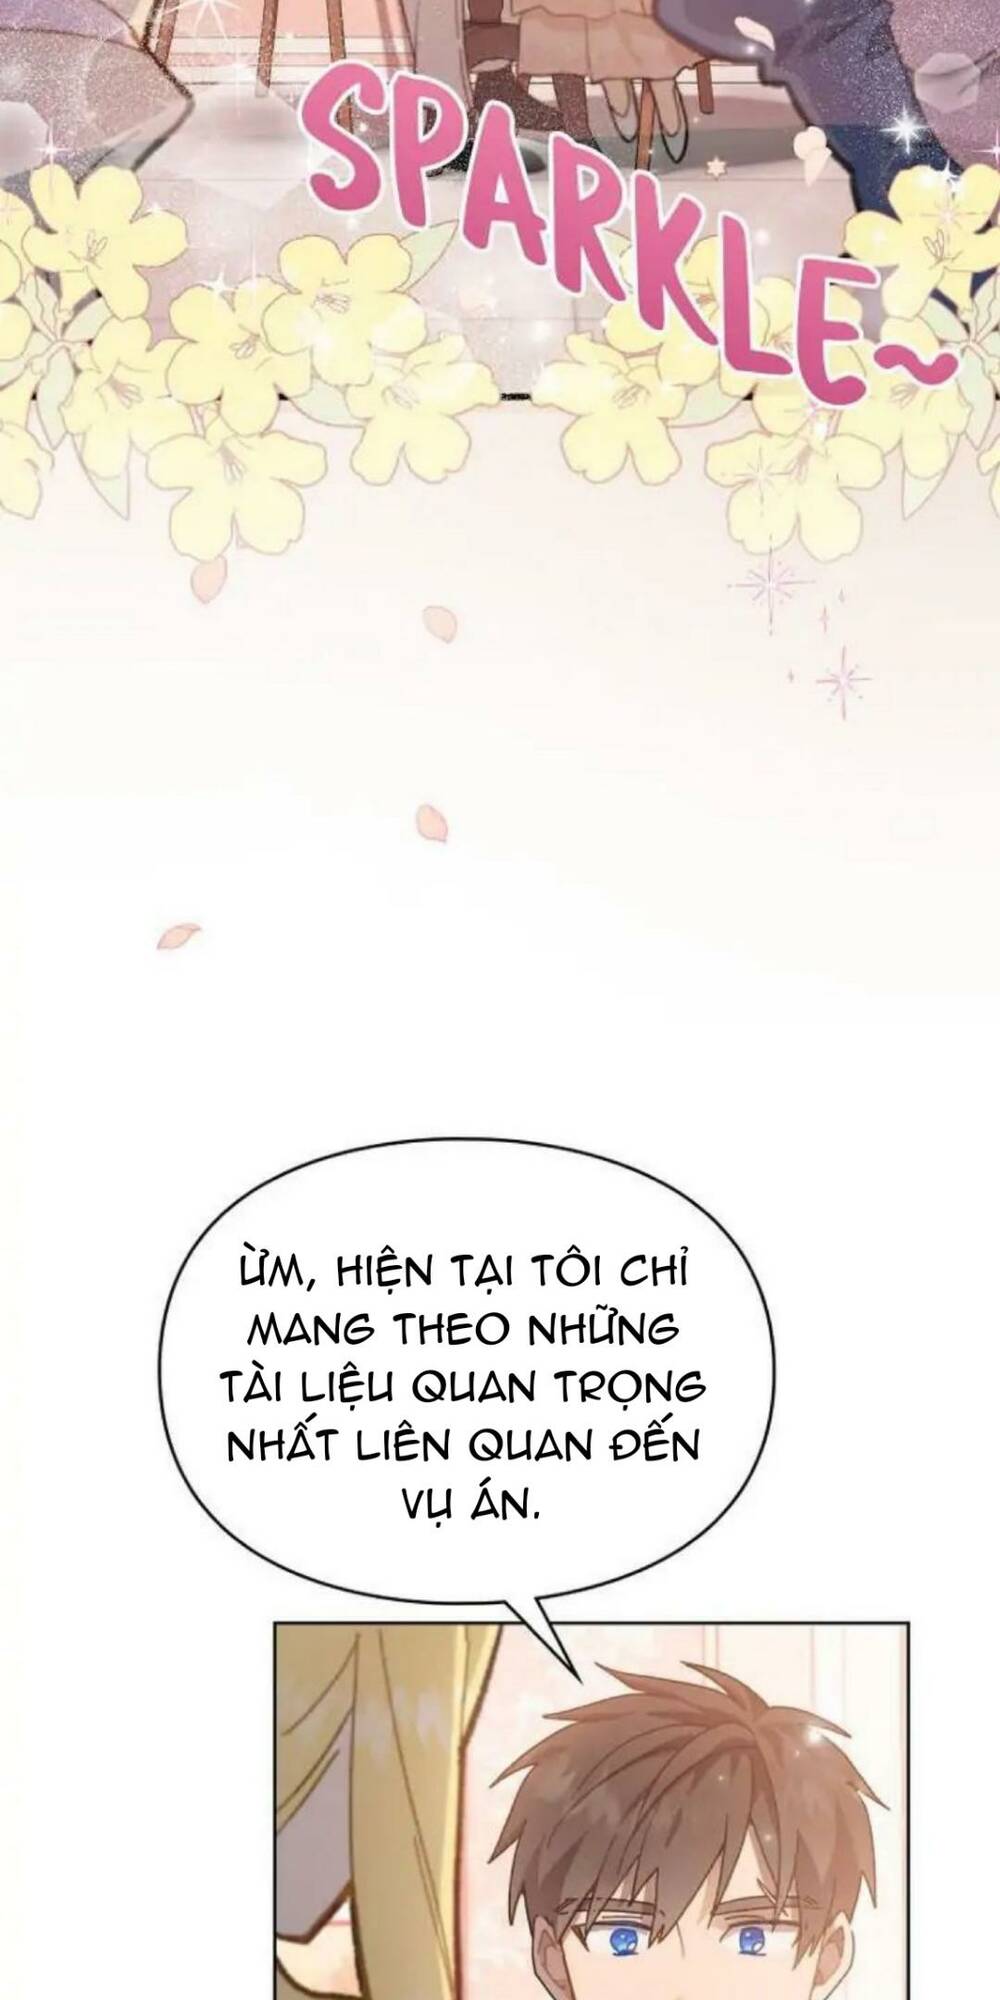 SPARKLE~
ỪM, HIỆN TẠI TÔI CHỈ
MANG THEO NHỮNG
TÀI LIỆU QUAN TRỌNG
NHẤT LIÊN QUAN ĐẾN
VỤ ÁN.